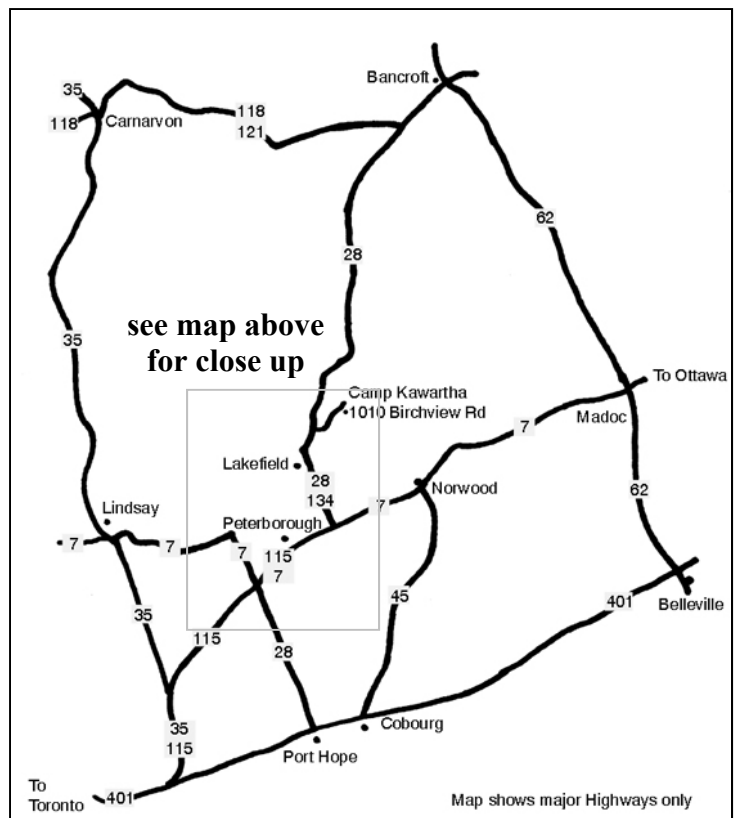 Bancroft
35
118
Carnarvon
118
121
62
28
see map above
for close up
35
To Ottawa
Camp Kawartha
1010 Birchview Rd
Madoc
7
Lakefield
28
134
Norwood
62
7
Lindsay
Peterborough
7
7
7
115
7
45
401
Belleville
35
115
28
35
115
Cobourg
Port Hope
To
Toronto
401
Map shows major Highways only